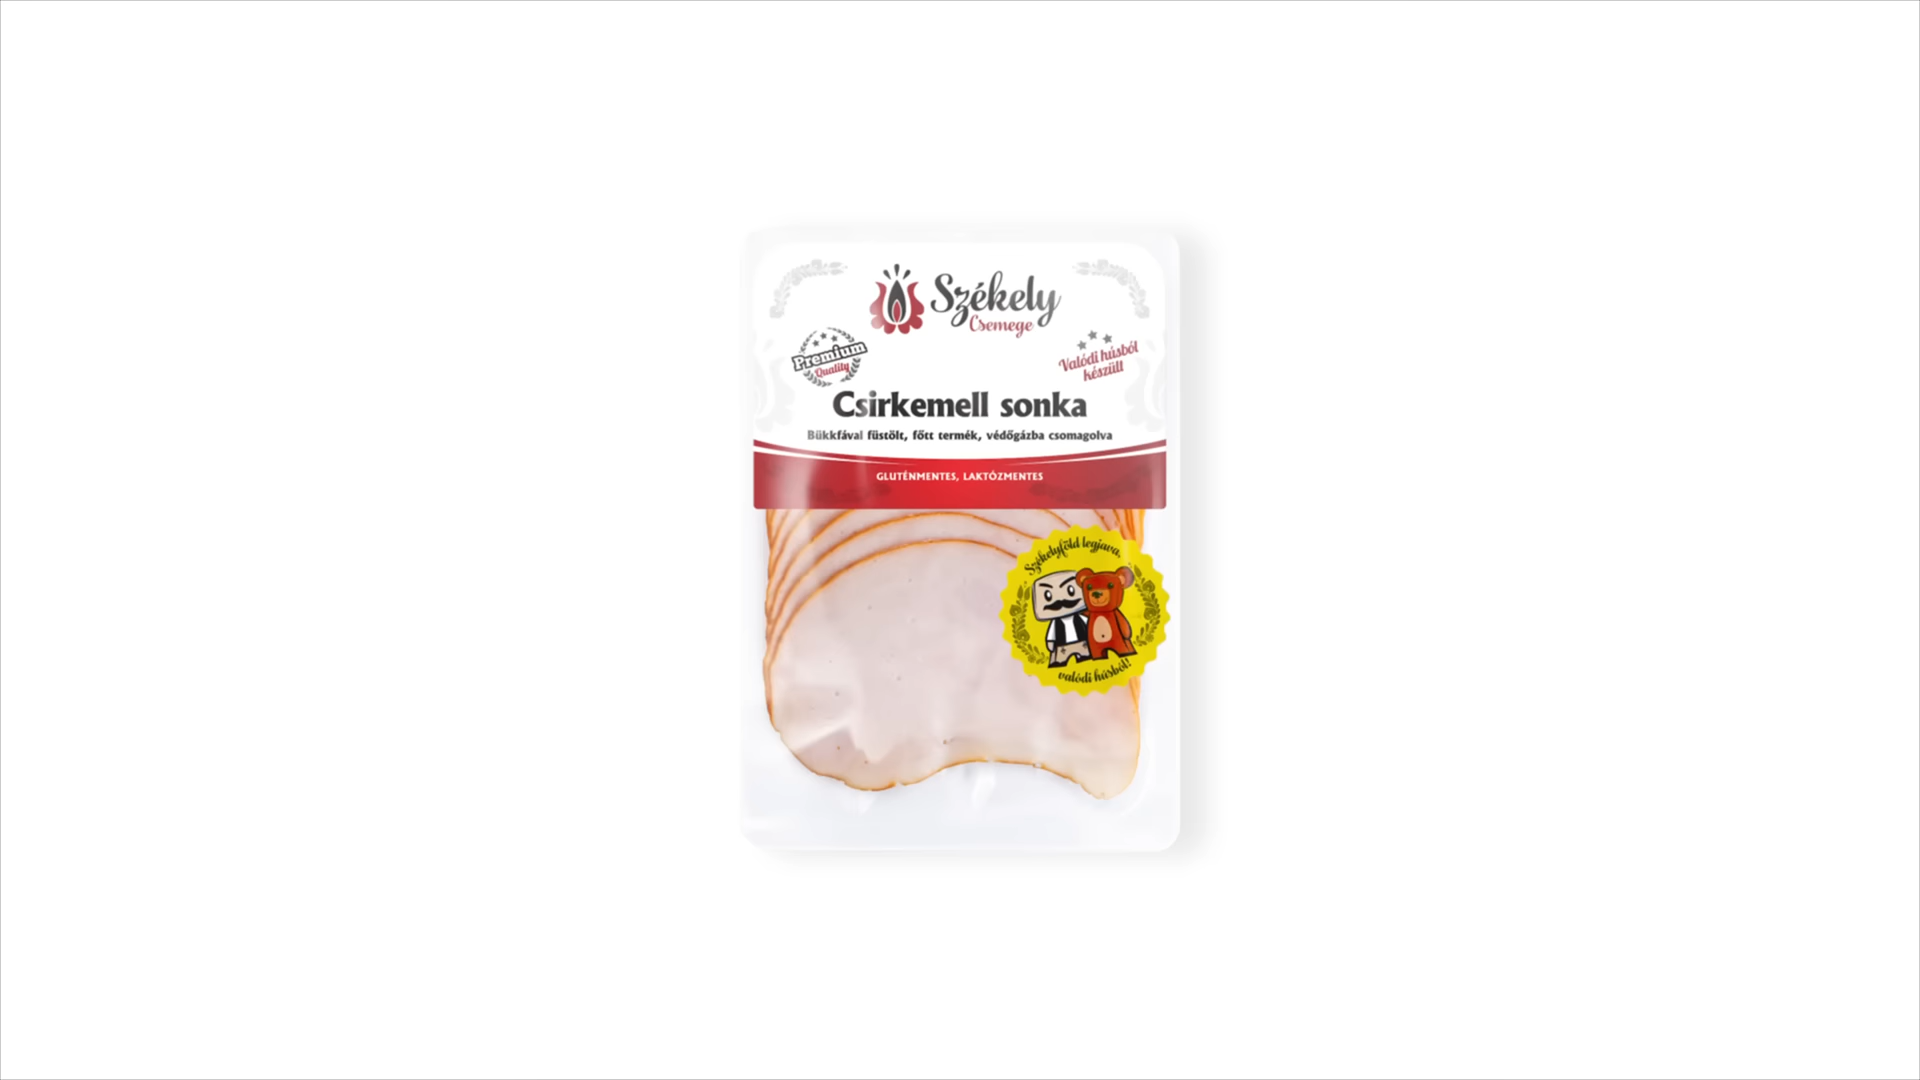 Székely
Csemege
Premium
Quality
Valódi húsból
készült
Csirkemell sonka
Bükkfával füstölt, főtt termék, védőgázba csomagolva
GLUTÉNMENTES, LAKTÓZMENTES
Székelyföld legjava,
valódi húsból!